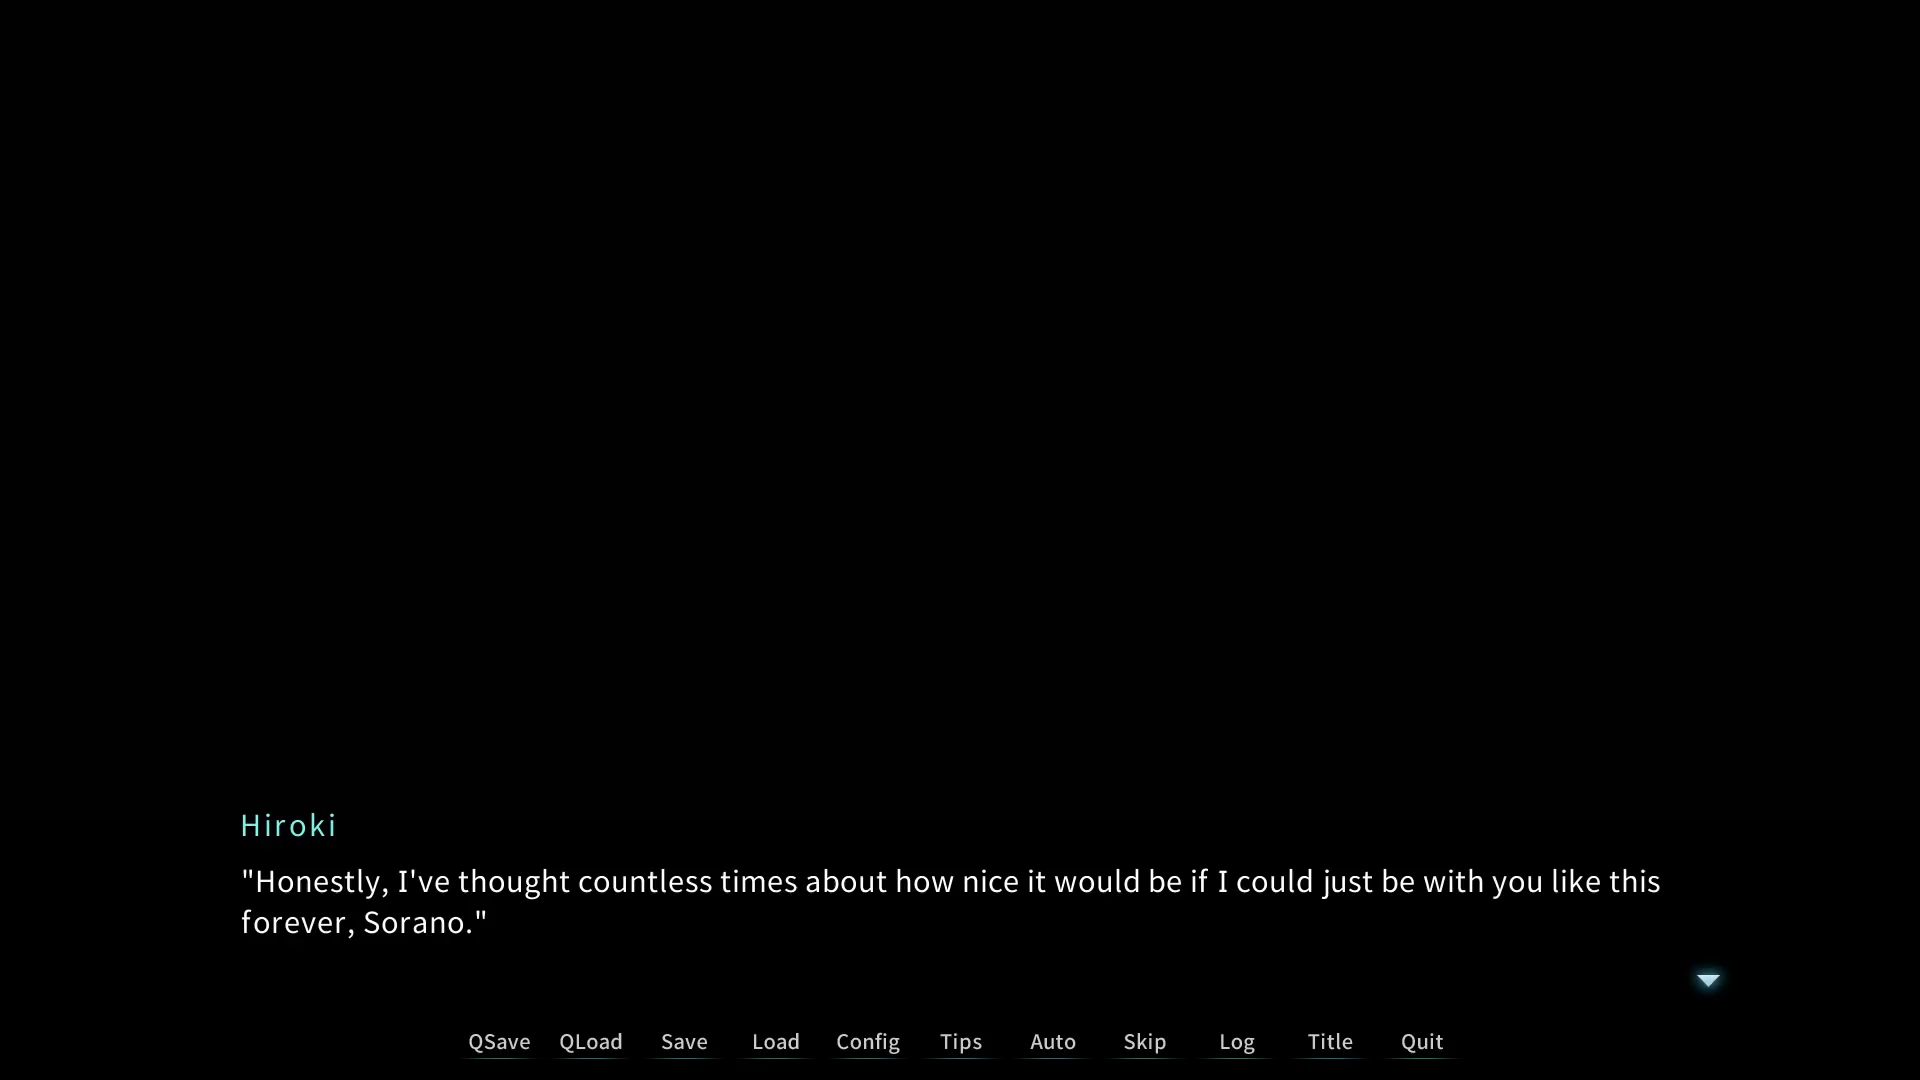 Hiroki
"Honestly, I've thought countless times about how nice it would be if I could just be with you like this
forever, Sorano."
QSave QLoad Save Load Config Tips Auto Skip Log Title Quit